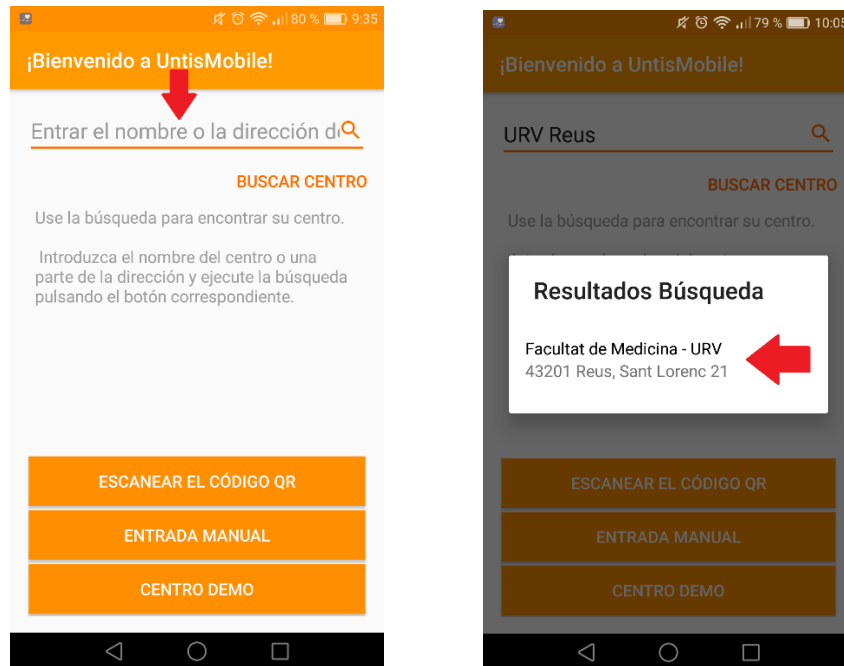 80 % 9:35
¡Bienvenido a UntisMobile!
Entrar el nombre o la dirección d
BUSCAR CENTRO
Use la búsqueda para encontrar su centro.
Introduzca el nombre del centro o una
parte de la dirección y ejecute la búsqueda
pulsando el botón correspondiente.
ESCANEAR EL CÓDIGO QR
ENTRADA MANUAL
CENTRO DEMO
79 % 10:05
¡Bienvenido a UntisMobile!
URV Reus
BUSCAR CENTRO
Use la búsqueda para encontrar su centro.
Resultados Búsqueda
Facultat de Medicina - URV
43201 Reus, Sant Lorenc 21
ESCANEAR EL CÓDIGO QR
ENTRADA MANUAL
CENTRO DEMO